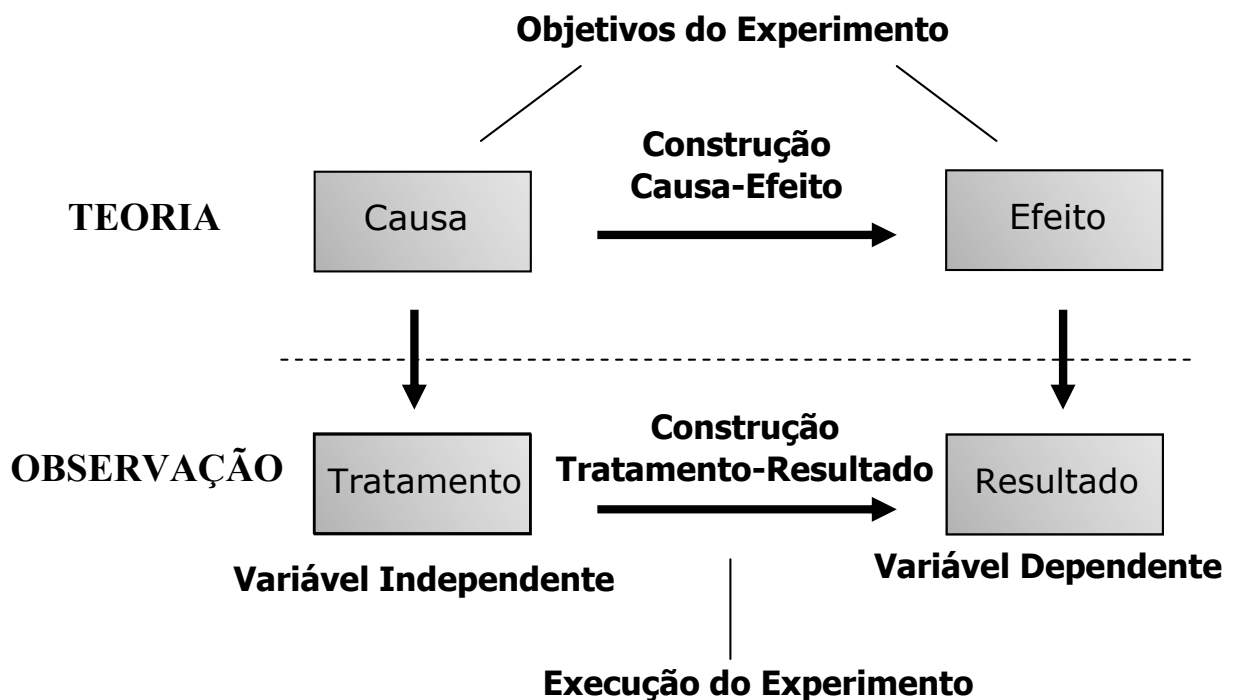 Objetivos do Experimento
Construção
Causa-Efeito
TEORIA
Causa
Efeito
Construção
Tratamento-Resultado
OBSERVAÇÃO
Tratamento
Resultado
Variável Independente
Variável Dependente
Execução do Experimento